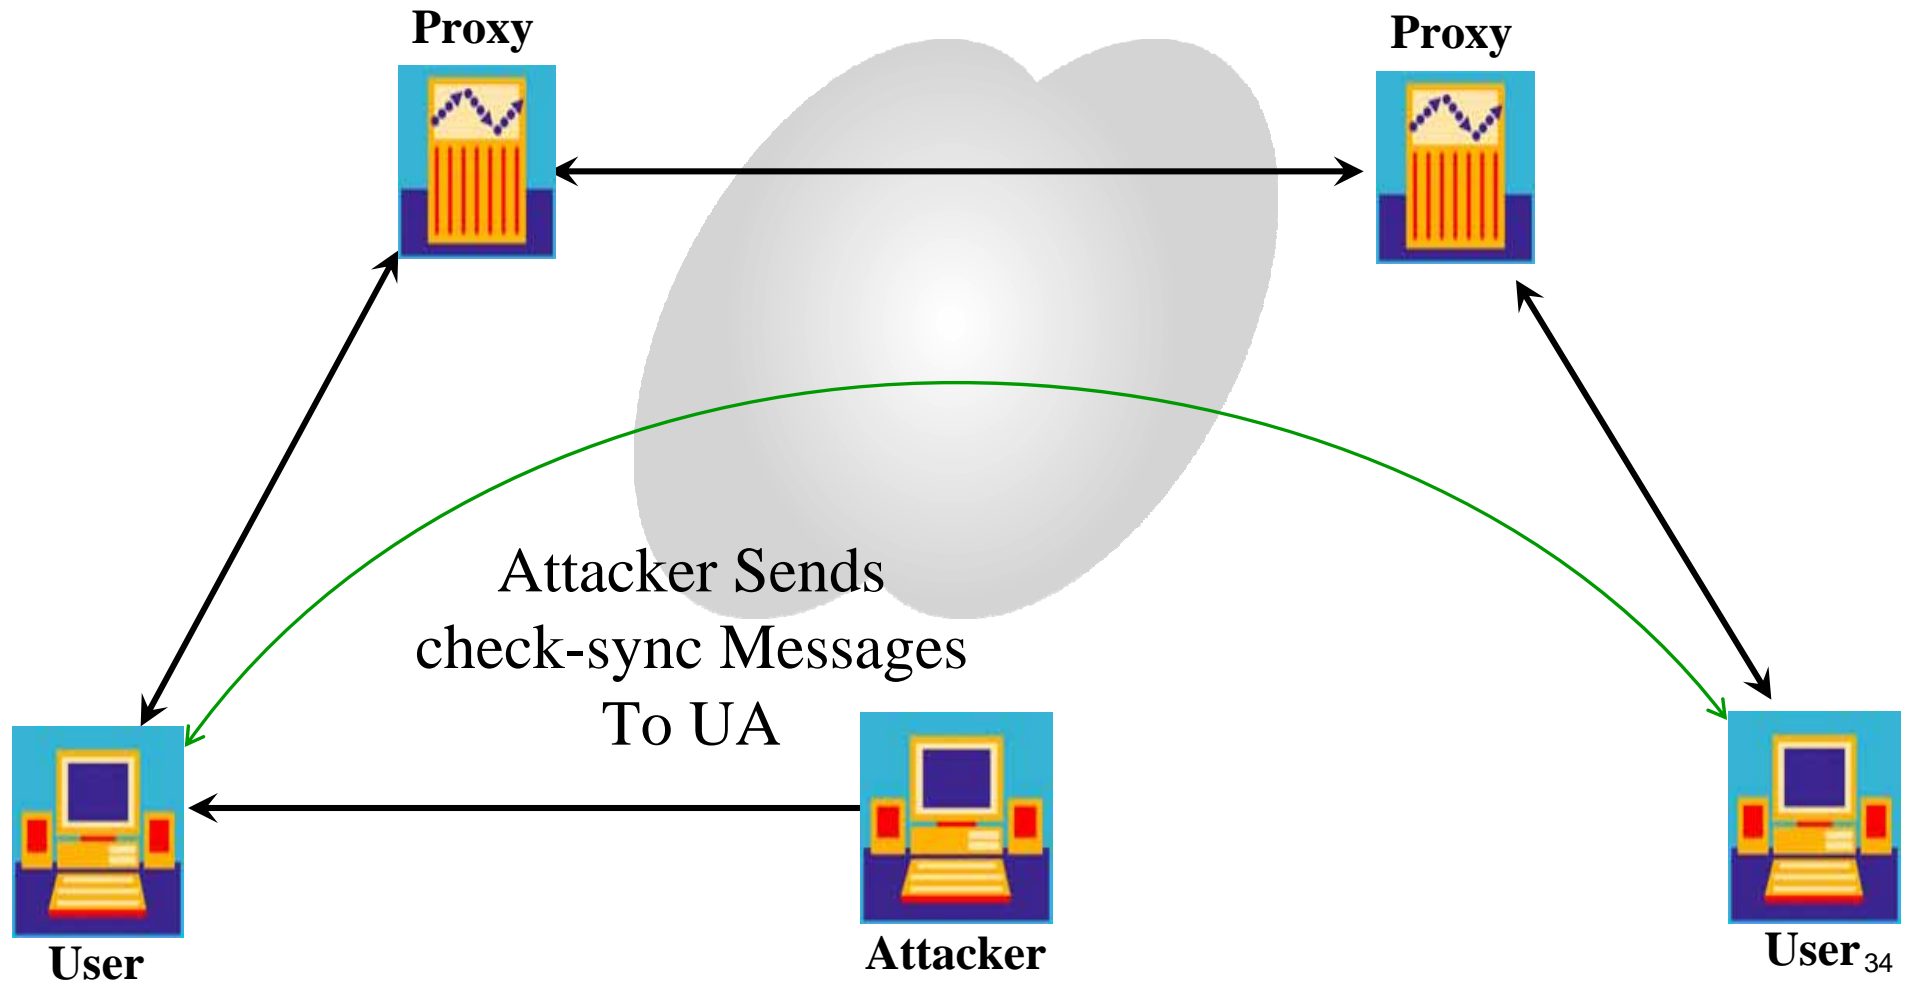 Proxy
Proxy
Attacker Sends
check-sync Messages
To UA
User
Attacker
User
34